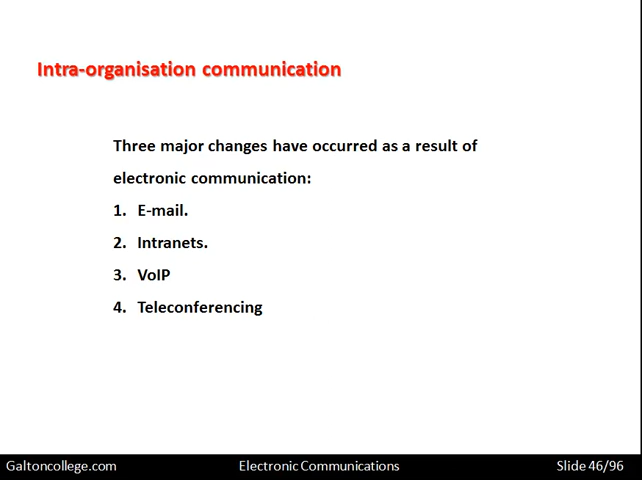 Intra-organisation communication
Three major changes have occurred as a result of
electronic communication:
1. E-mail.
2. Intranets.
3. VoIP
4. Teleconferencing
Galtoncollege.com
Electronic Communications
Slide 46/96